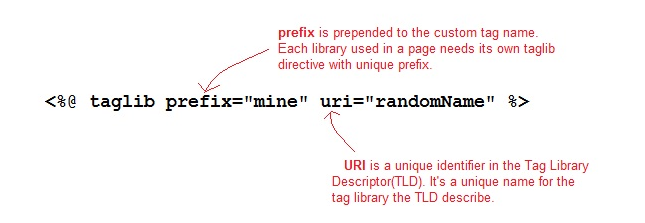 prefix is prepended to the custom tag name.
Each library used in a page needs its own taglib
directive with unique prefix.
<%@ taglib prefix="mine" uri="randomName" %>
URI is a unique identifier in the Tag Library
Descriptor(TLD). It's a unique name for the
tag library the TLD describe.